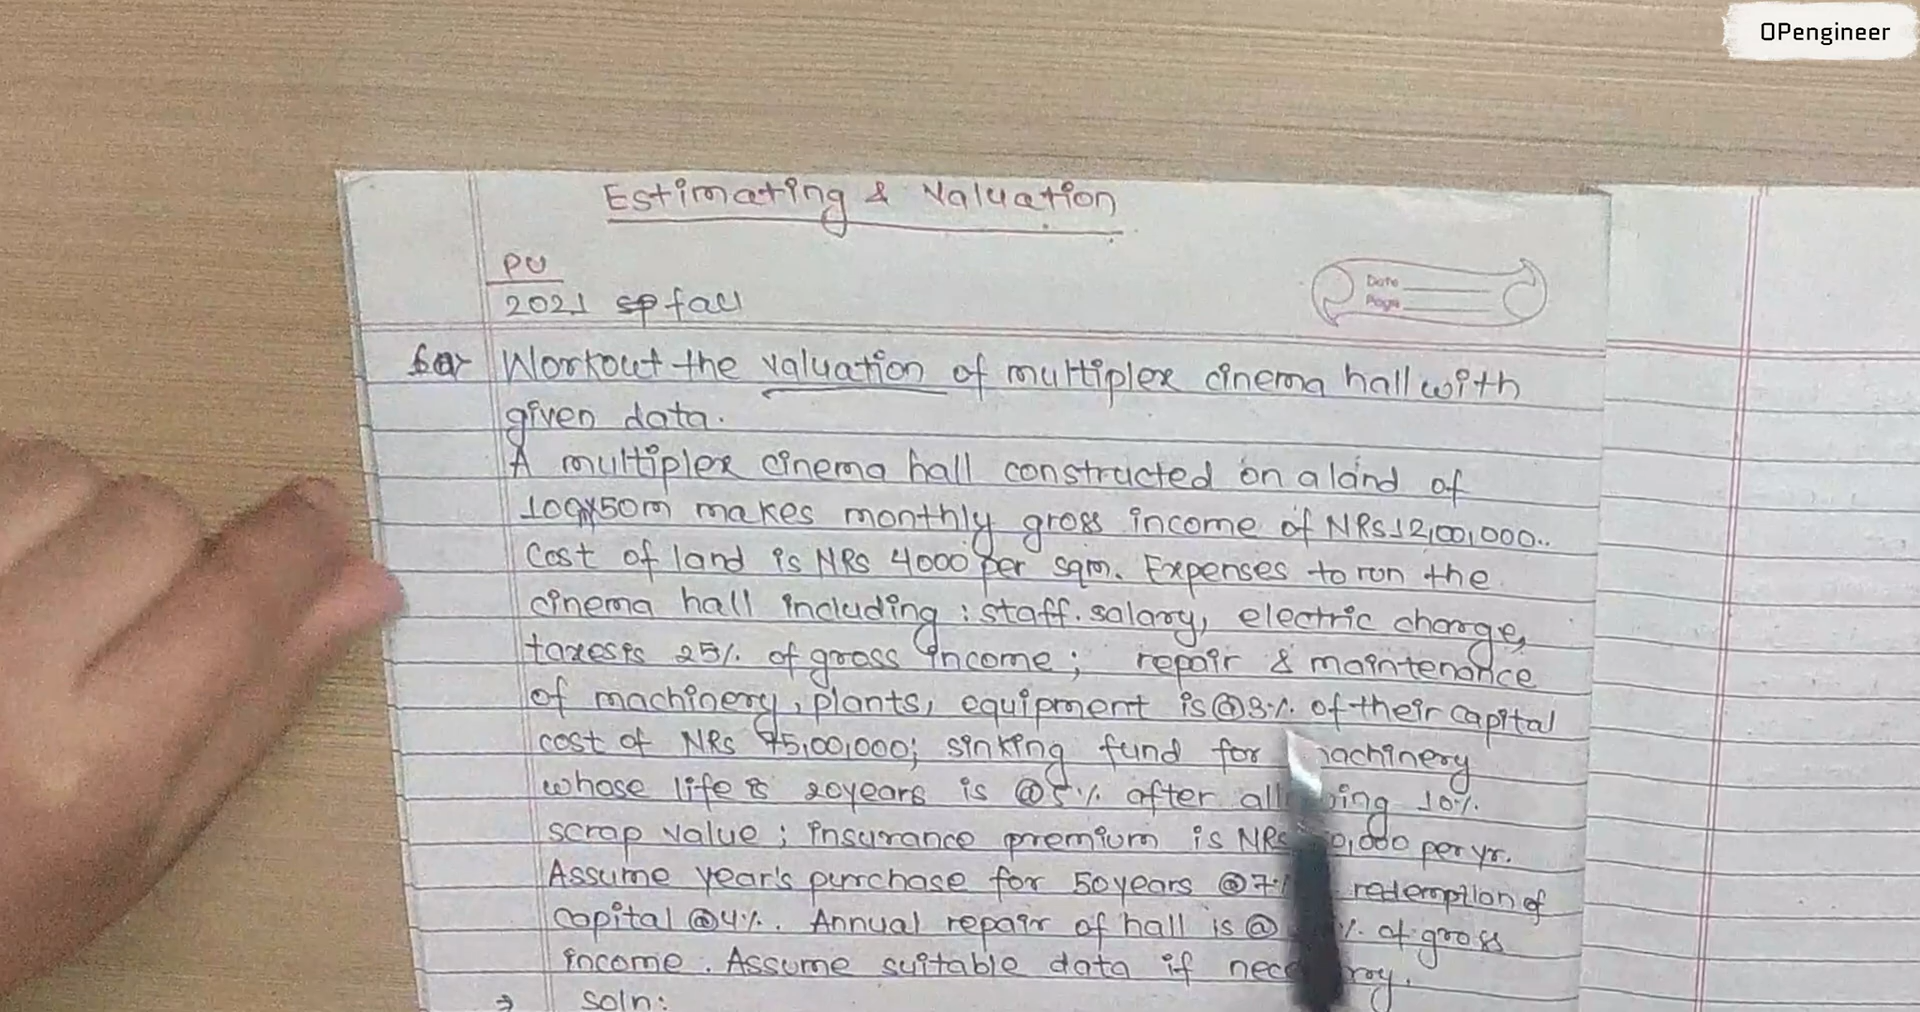 OPengineer
Estimating & Valuation
PU
2021 sp fall
Date
Page
6a> Workout the valuation of multiplex cinema hall with
given data.
A multiplex cinema hall constructed on a land of
100mx50m makes monthly gross income of NRs 12,00,000..
Cost of land is NRs 4000 per sqm. Expenses to run the
cinema hall including : staff. salary, electric charge,
taxes is 25% of gross income ; repair & maintenance
of machinery, plants, equipment is @3% of their capital
cost of NRs 75,00,000; sinking fund for machinery
whose life is 20years is @5% after 10%
scrap value ; insurance premium is NRs per yr.
Assume year's purchase for 50 years @7% redemption of
capital @4%. Annual repair of hall is @ % of gross
income. Assume suitable data if
→ Soln: